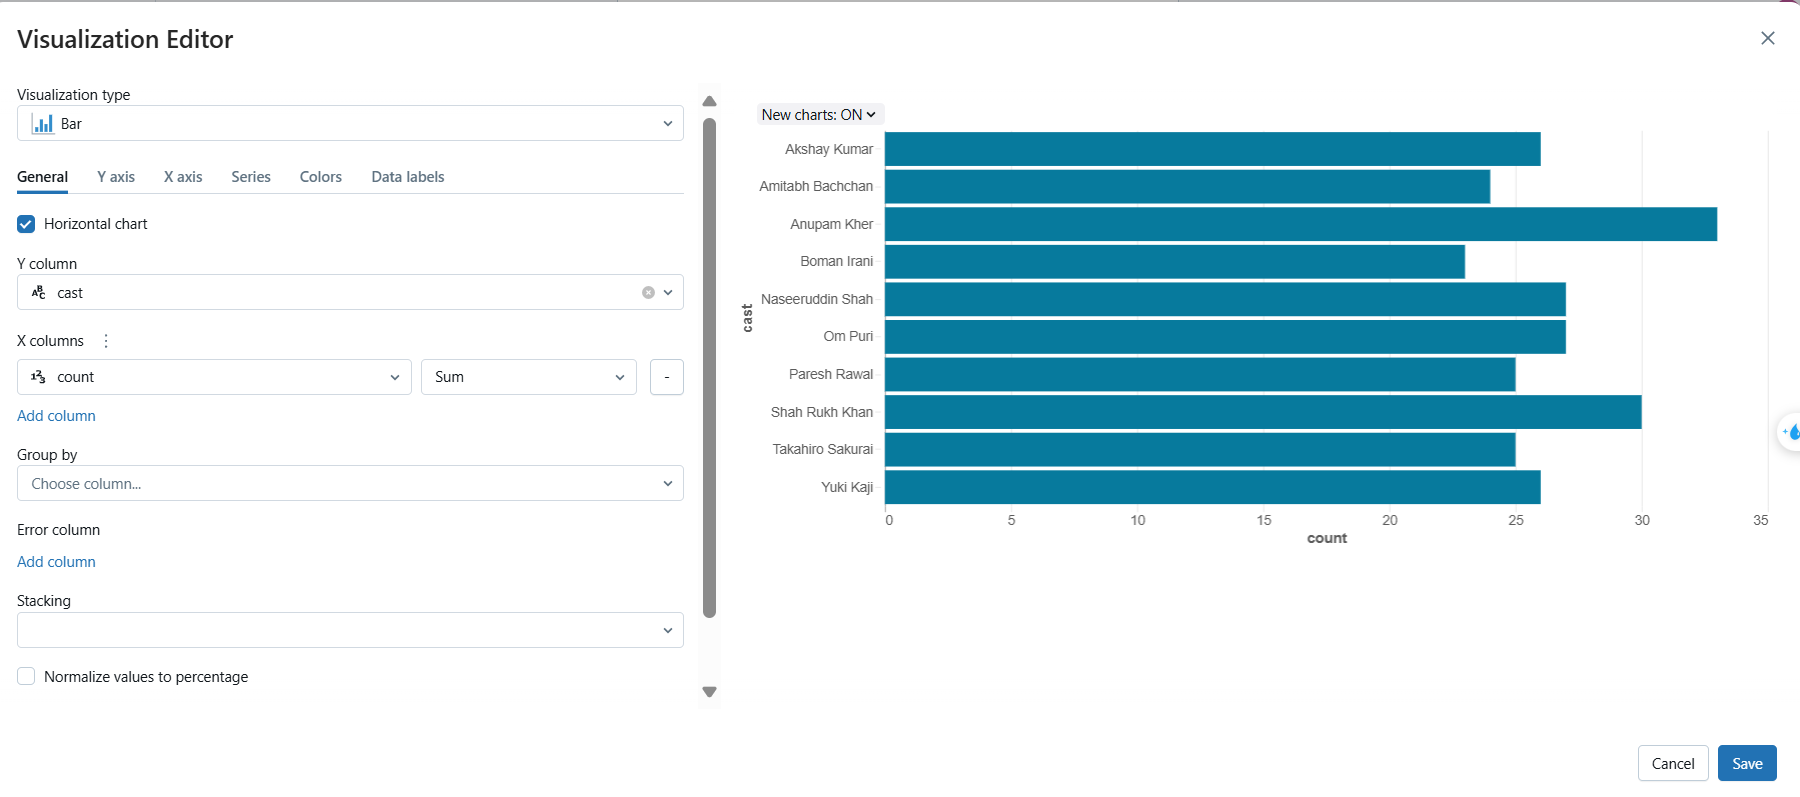 Visualization Editor
Visualization type
Bar
General Y axis X axis Series Colors Data labels
Horizontal chart
Y column
ABC cast
X columns
123 count Sum -
Add column
Group by
Choose column...
Error column
Add column
Stacking
Normalize values to percentage
New charts: ON
Akshay Kumar
Amitabh Bachchan
Anupam Kher
Boman Irani
Naseeruddin Shah
Om Puri
Paresh Rawal
Shah Rukh Khan
Takahiro Sakurai
Yuki Kaji
cast
0 5 10 15 20 25 30 35
count
Cancel Save